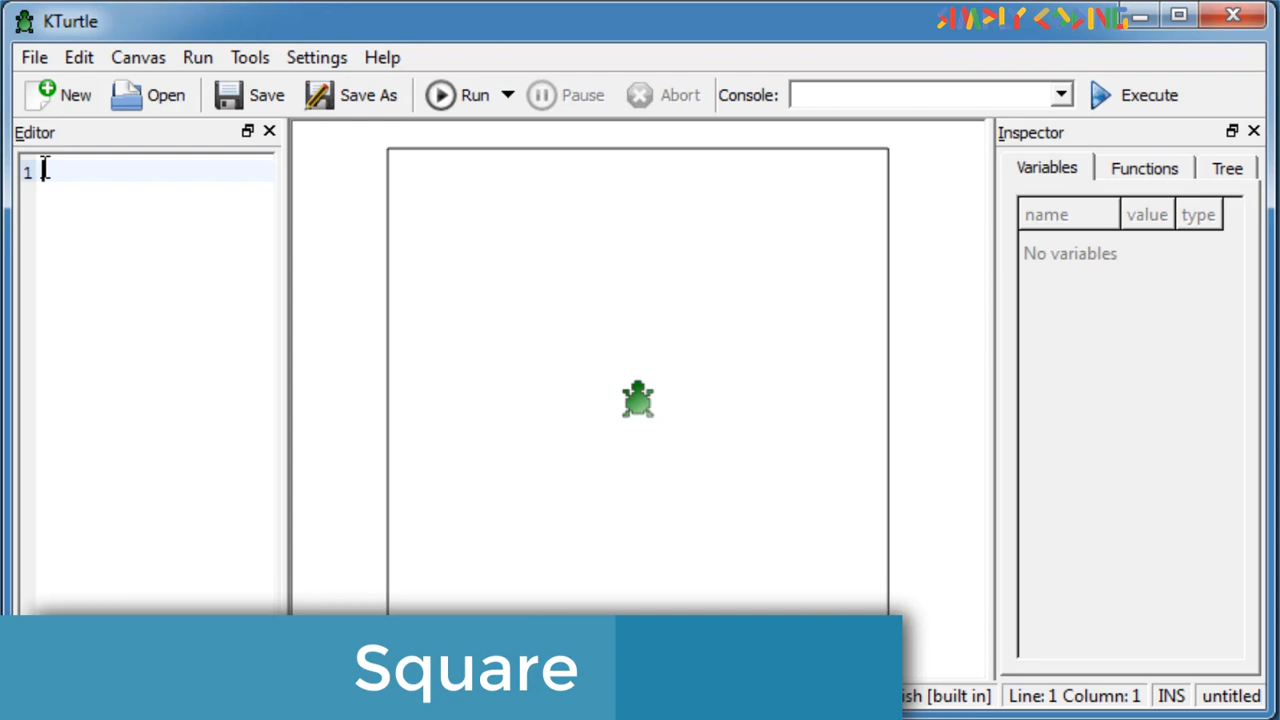 KTurtle
SIMPLY CODING
File Edit Canvas Run Tools Settings Help
New Open Save Save As Run Pause Abort Console: Execute
Editor
Inspector
1
Variables Functions Tree
name value type
No variables
Square
ish [built in] Line: 1 Column: 1 INS untitled